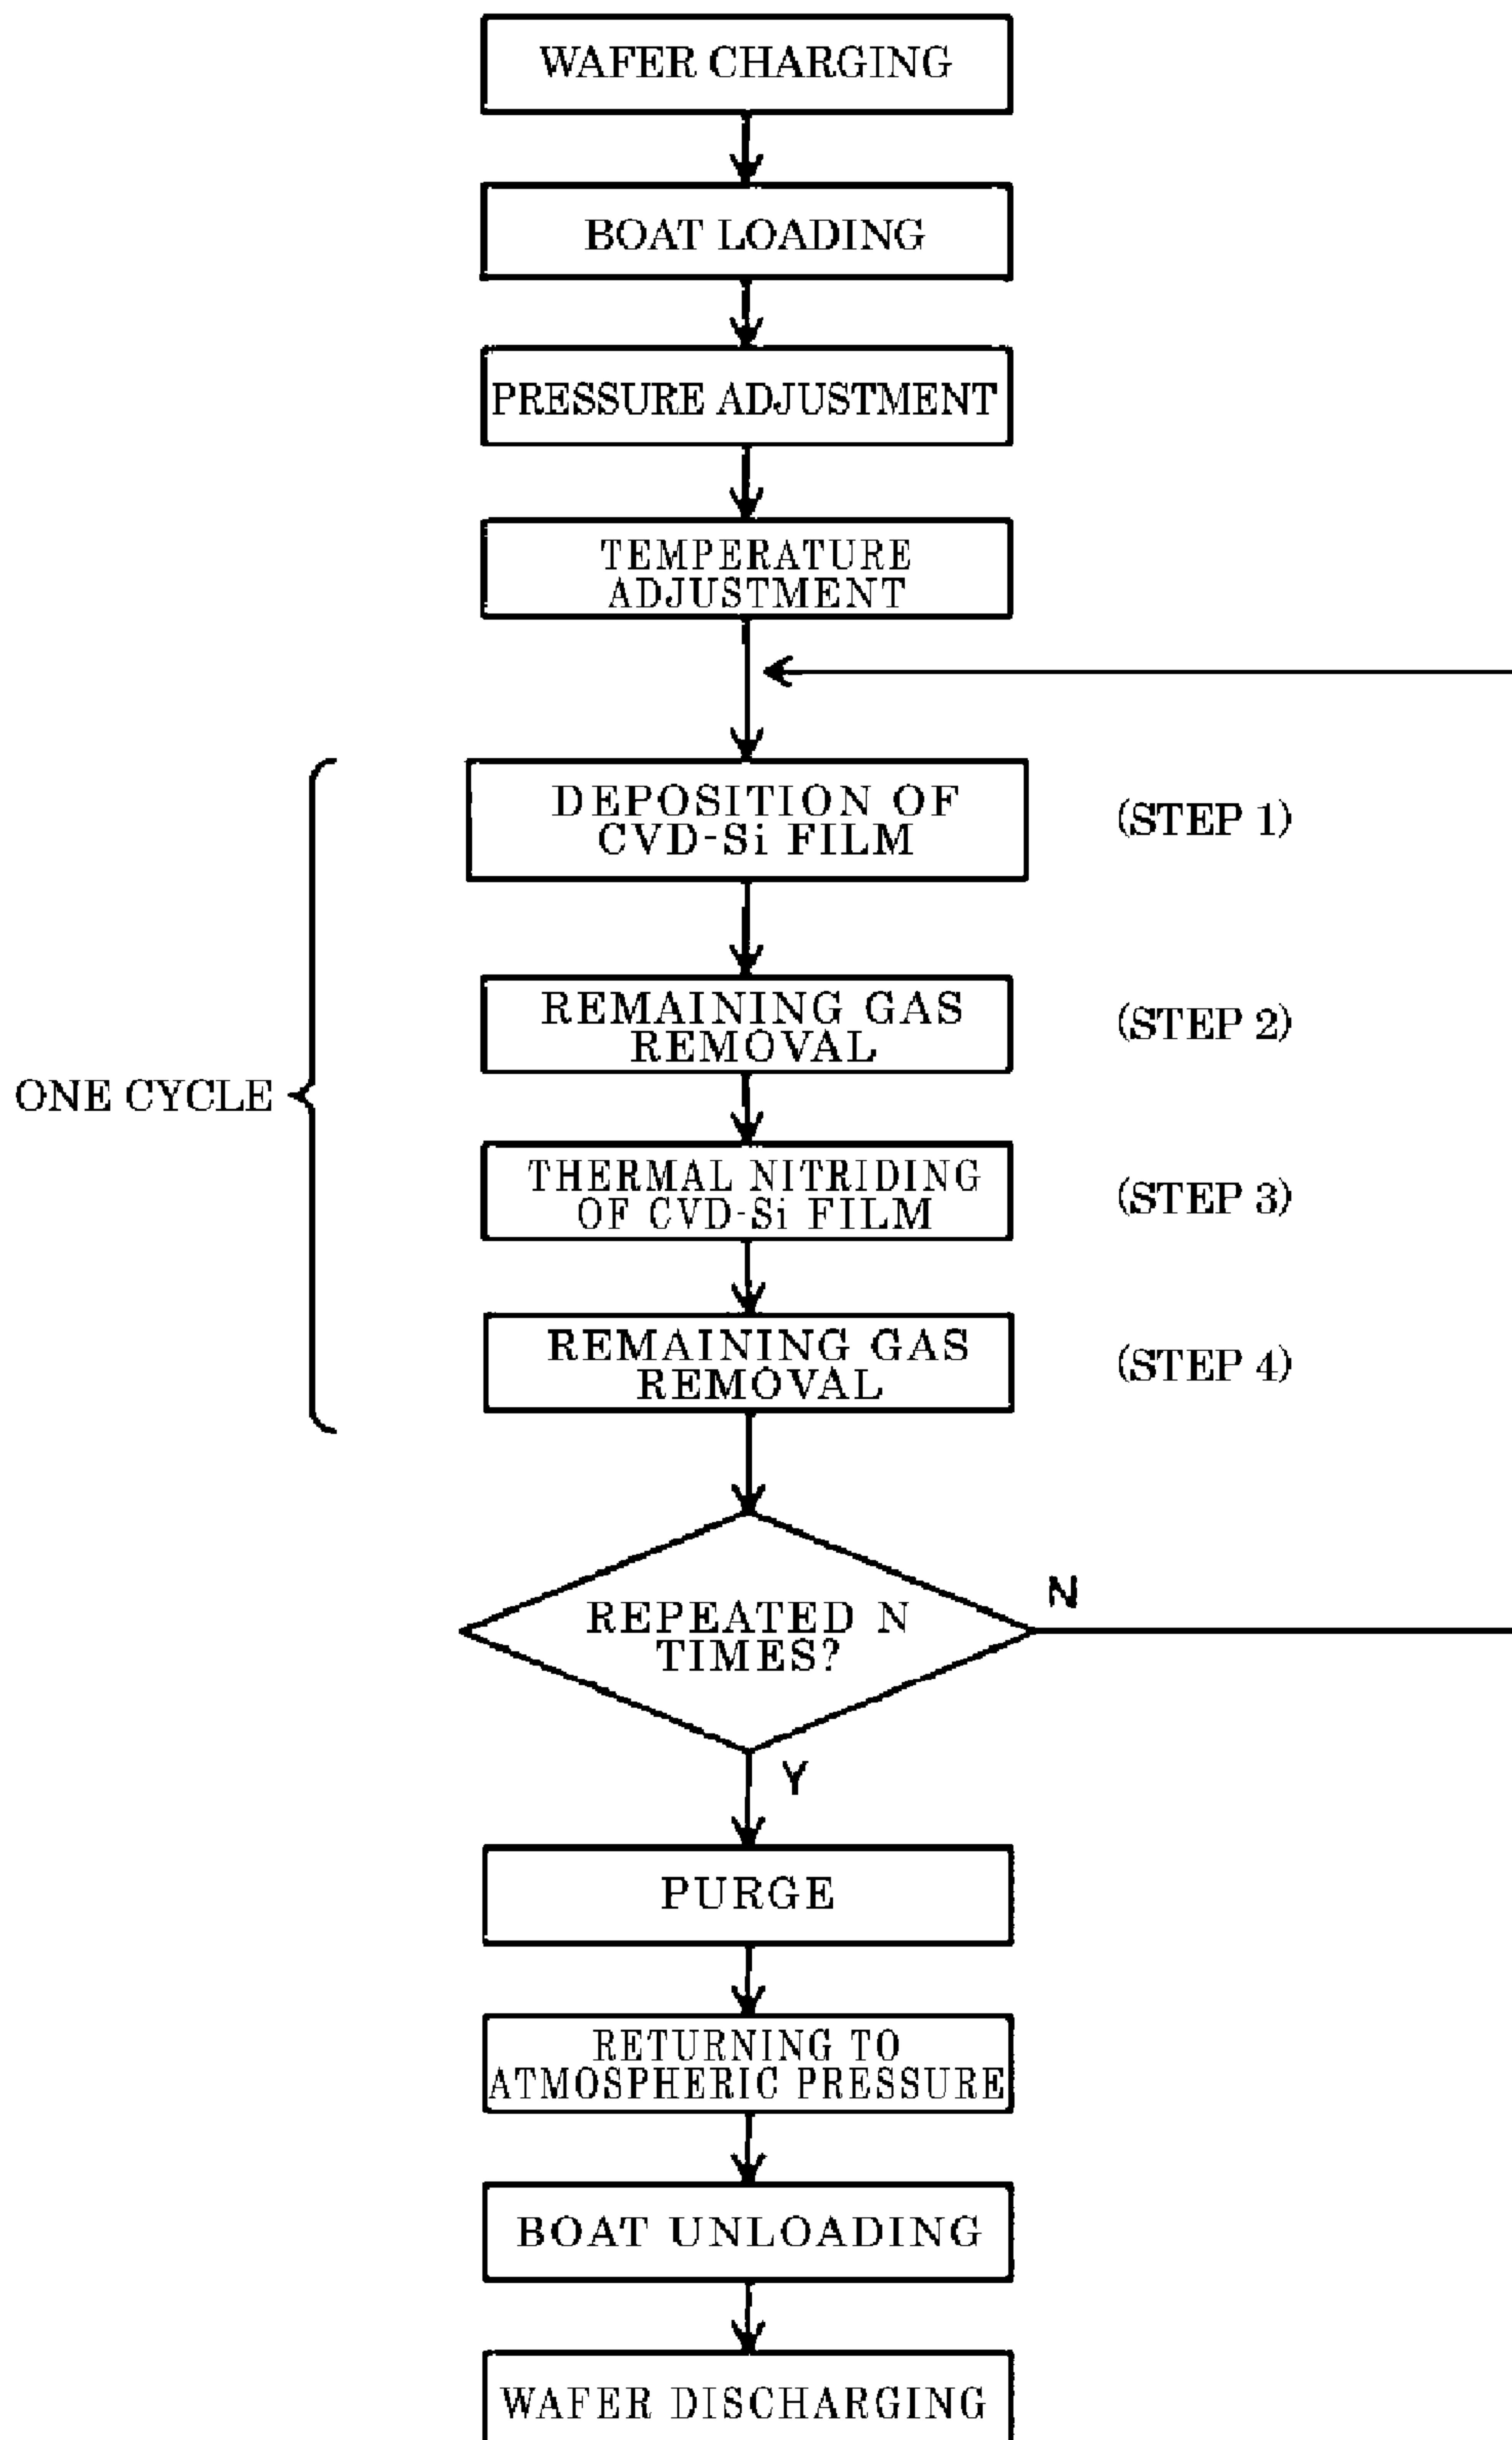 WAFER CHARGING
BOAT LOADING
PRESSURE ADJUSTMENT
TEMPERATURE
ADJUSTMENT
DEPOSITION OF
CVD-Si FILM
(STEP 1)
REMAINING GAS
REMOVAL
(STEP 2)
ONE CYCLE
THERMAL NITRIDING
OF CVD-Si FILM
(STEP 3)
REMAINING GAS
REMOVAL
(STEP 4)
REPEATED N
TIMES?
N
Y
PURGE
RETURNING TO
ATMOSPHERIC PRESSURE
BOAT UNLOADING
WAFER DISCHARGING